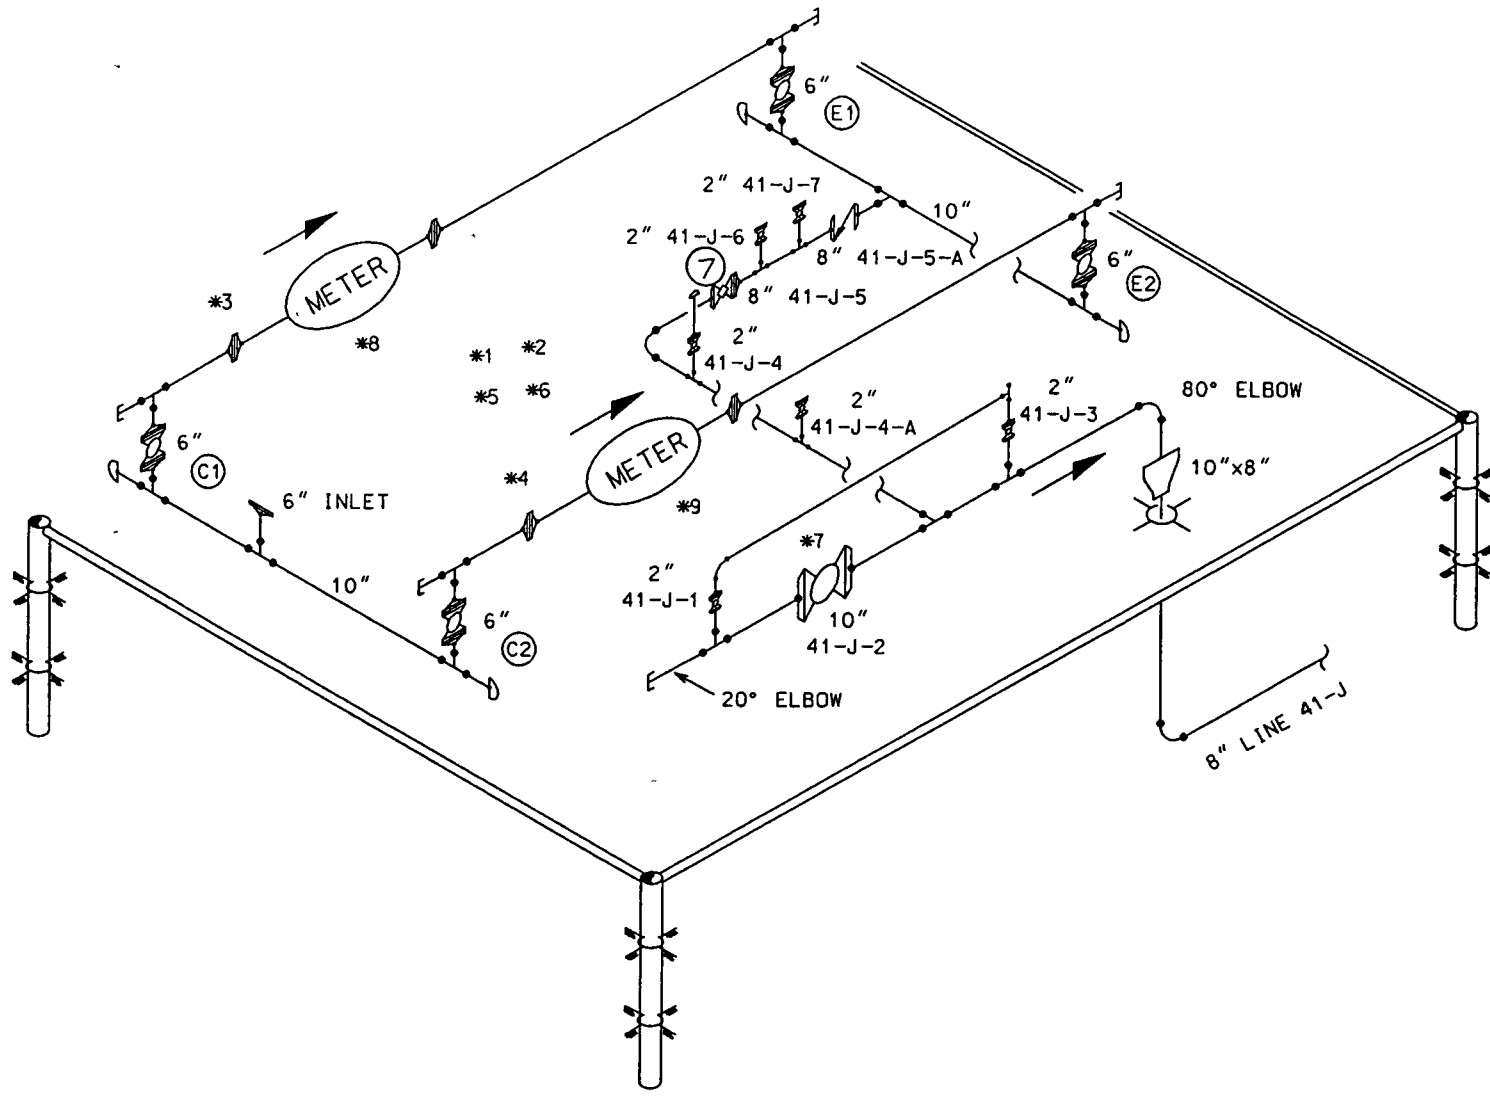 6"
E1
2" 41-J-7
10"
2" 41-J-6
8" 41-J-5-A
7
6"
E2
8" 41-J-5
METER
*3
*8
2"
41-J-4
*1
*2
*5
*6
2"
41-J-4-A
2"
41-J-3
80° ELBOW
6"
C1
METER
10"x8"
*4
*9
6" INLET
*7
10"
2"
41-J-1
6"
C2
10"
41-J-2
20° ELBOW
8" LINE 41-J